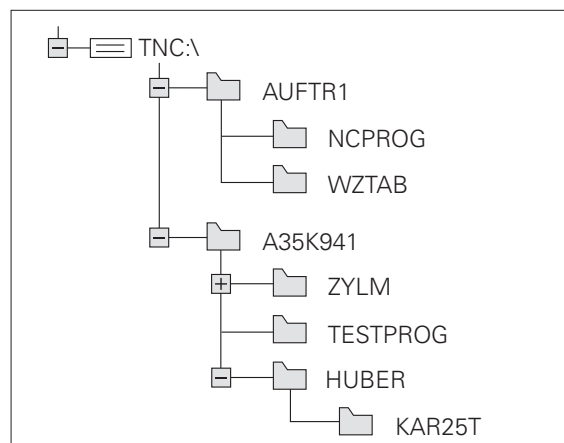 TNC:\
AUFTR1
NCPROG
WZTAB
A35K941
ZYLM
TESTPROG
HUBER
KAR25T